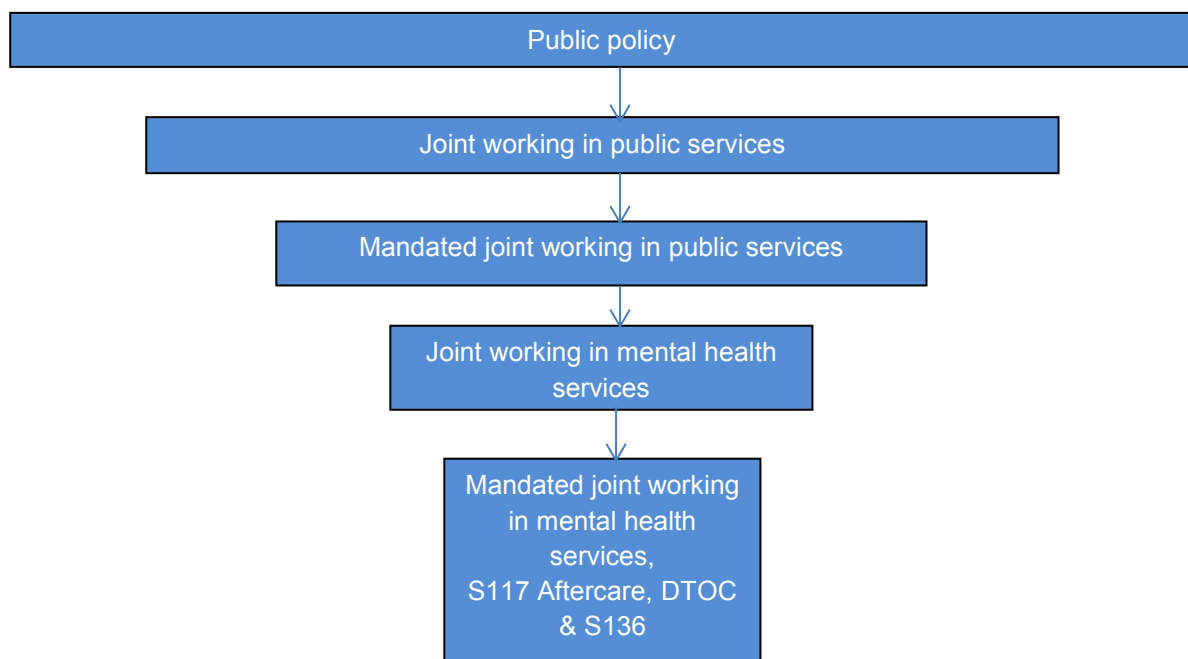 Public policy
Joint working in public services
Mandated joint working in public services
Joint working in mental health
services
Mandated joint working
in mental health
services,
S117 Aftercare, DTOC
& S136